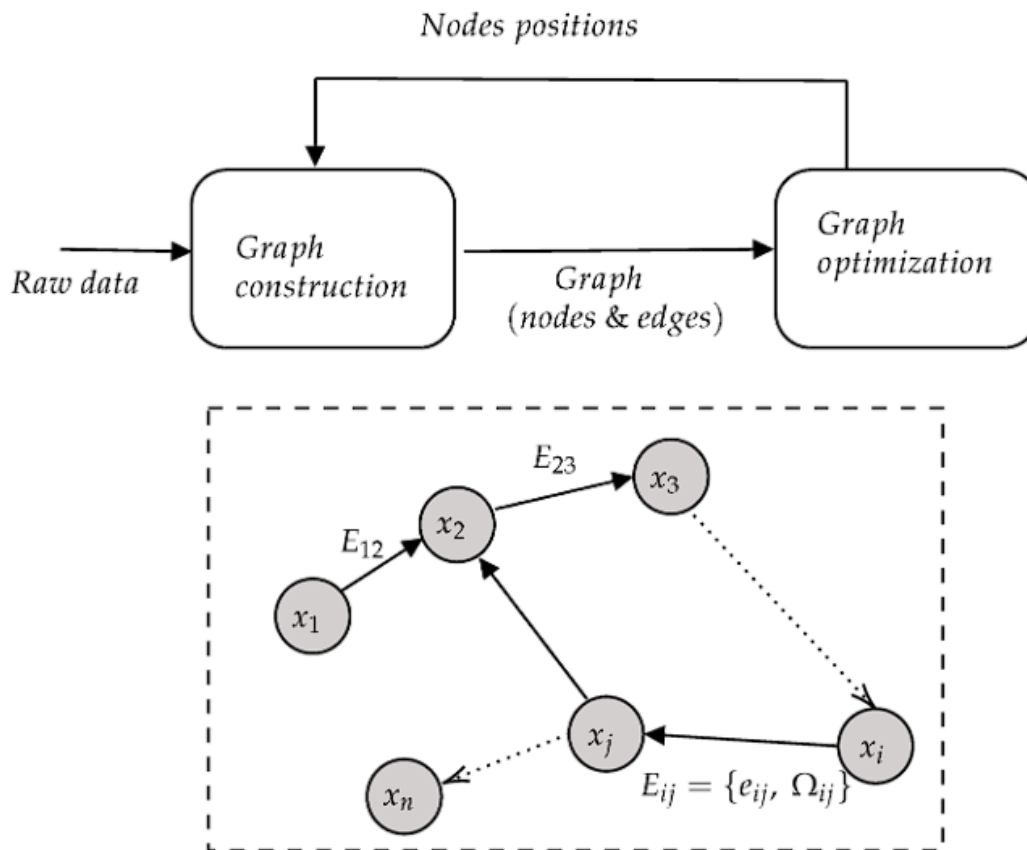 Nodes positions
Raw data
Graph
construction
Graph
(nodes & edges)
Graph
optimization
E₁₂
E₂₃
x₁
x₂
x₃
xⱼ
xᵢ
xₙ
Eᵢⱼ = {eᵢⱼ, Ωᵢⱼ}